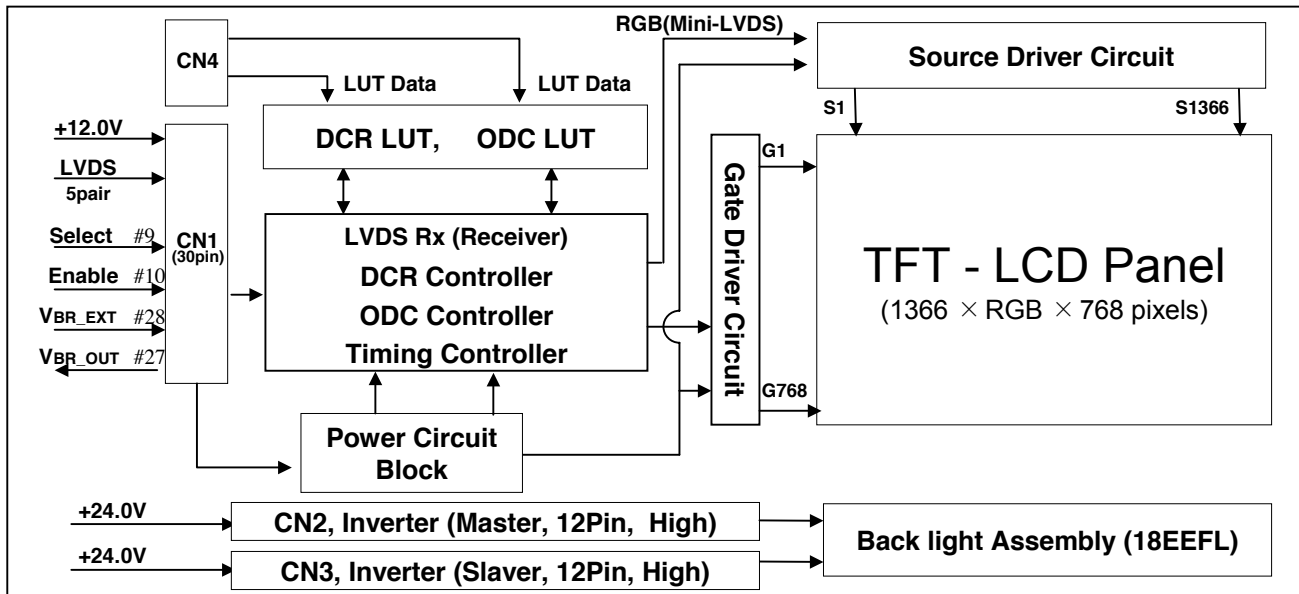 RGB(Mini-LVDS)
CN4
Source Driver Circuit
LUT Data
LUT Data
S1
S1366
+12.0V
DCR LUT, ODC LUT
LVDS
5pair
G1
Gate Driver Circuit
Select #9
CN1
(30pin)
LVDS Rx (Receiver)
DCR Controller
ODC Controller
Timing Controller
TFT - LCD Panel
(1366 × RGB × 768 pixels)
Enable #10
VBR_EXT #28
VBR_OUT #27
G768
Power Circuit
Block
+24.0V
CN2, Inverter (Master, 12Pin, High)
Back light Assembly (18EEFL)
+24.0V
CN3, Inverter (Slaver, 12Pin, High)